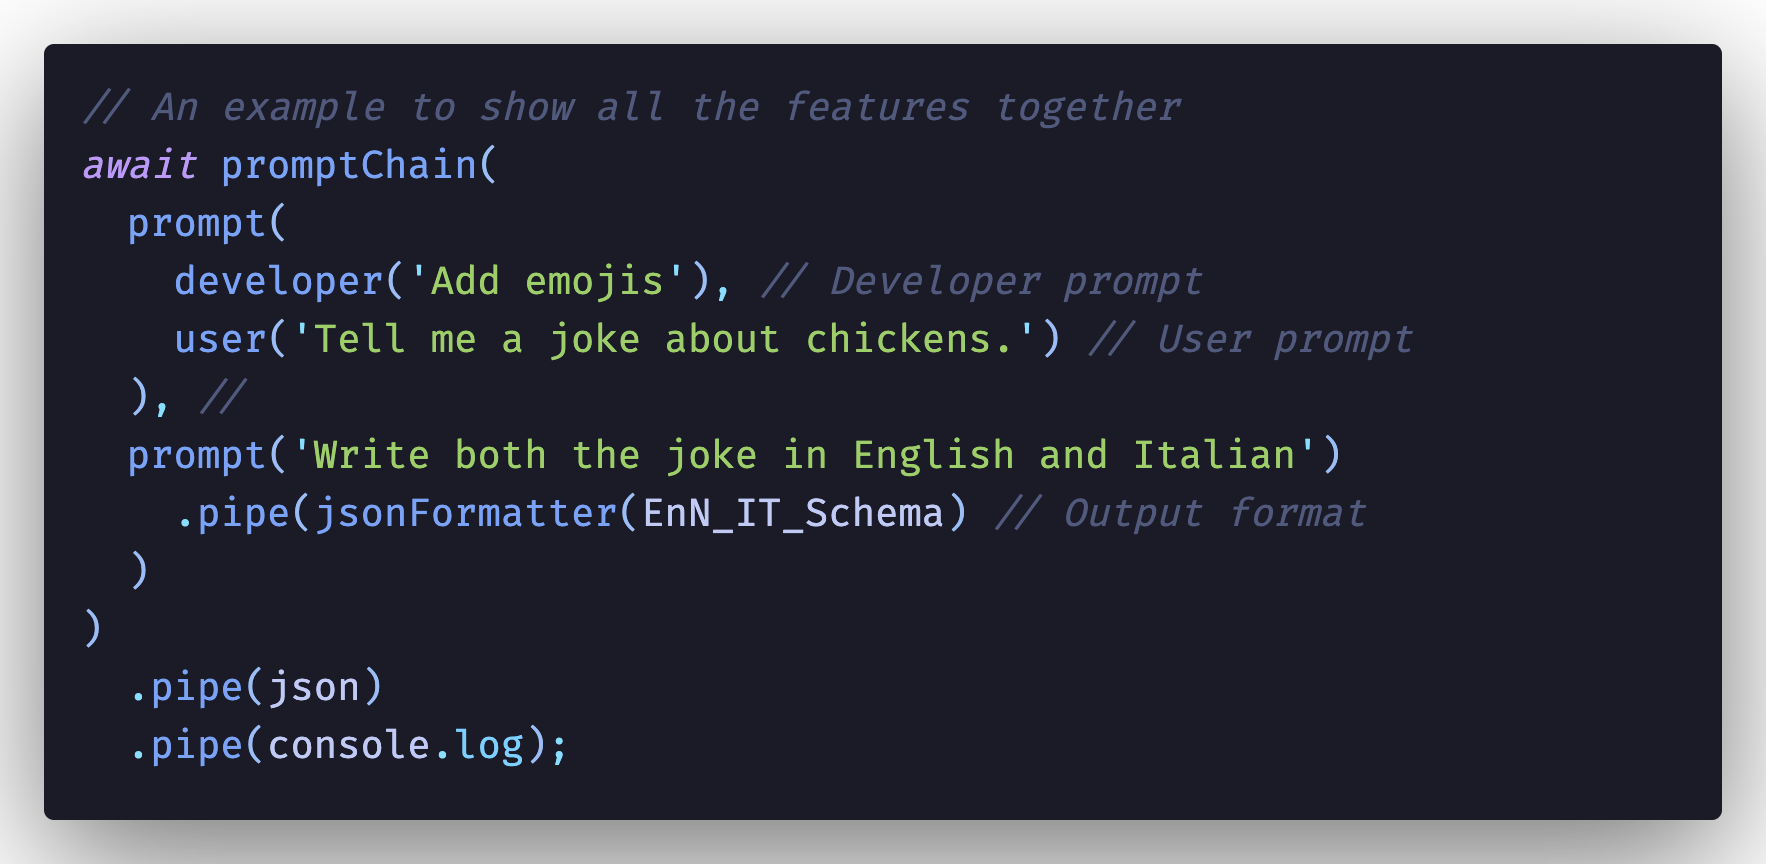 // An example to show all the features together
await promptChain(
  prompt(
    developer('Add emojis'), // Developer prompt
    user('Tell me a joke about chickens.') // User prompt
  ), //
  prompt('Write both the joke in English and Italian')
    .pipe(jsonFormatter(EnN_IT_Schema) // Output format
  )
)
  .pipe(json)
  .pipe(console.log);